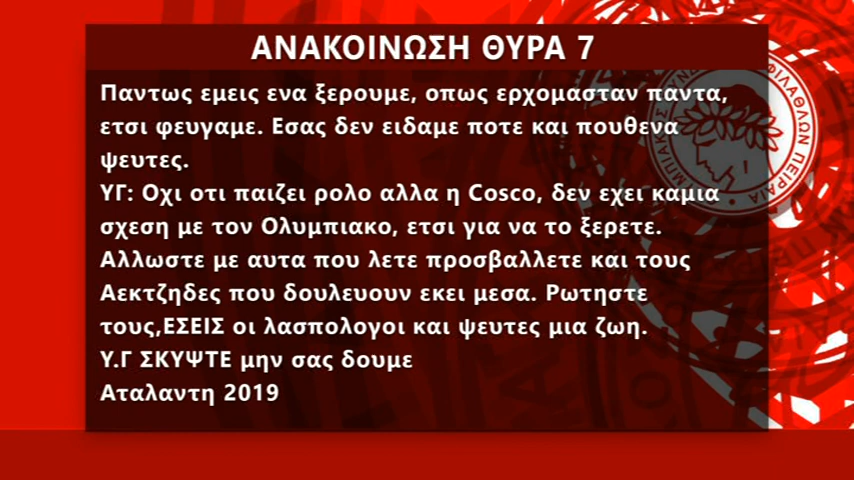 ΑΝΑΚΟΙΝΩΣΗ ΘΥΡΑ 7
Παντως εμεις ενα ξερουμε, οπως ερχομασταν παντα,
ετσι φευγαμε. Εσας δεν ειδαμε ποτε και πουθενα
ψευτες.
ΥΓ: Οχι οτι παιζει ρολο αλλα η Cosco, δεν εχει καμια
σχεση με τον Ολυμπιακο, ετσι για να το ξερετε.
Αλλωστε με αυτα που λετε προσβαλλετε και τους
Αεκτζηδες που δουλευουν εκει μεσα. Ρωτηστε
τους,ΕΣΕΙΣ οι λασπολογοι και ψευτες μια ζωη.
Υ.Γ ΣΚΥΨΤΕ μην σας δουμε
Αταλαντη 2019
ΦΙΛΑΘΛΩΝ ΠΕΙΡΑΙΑ